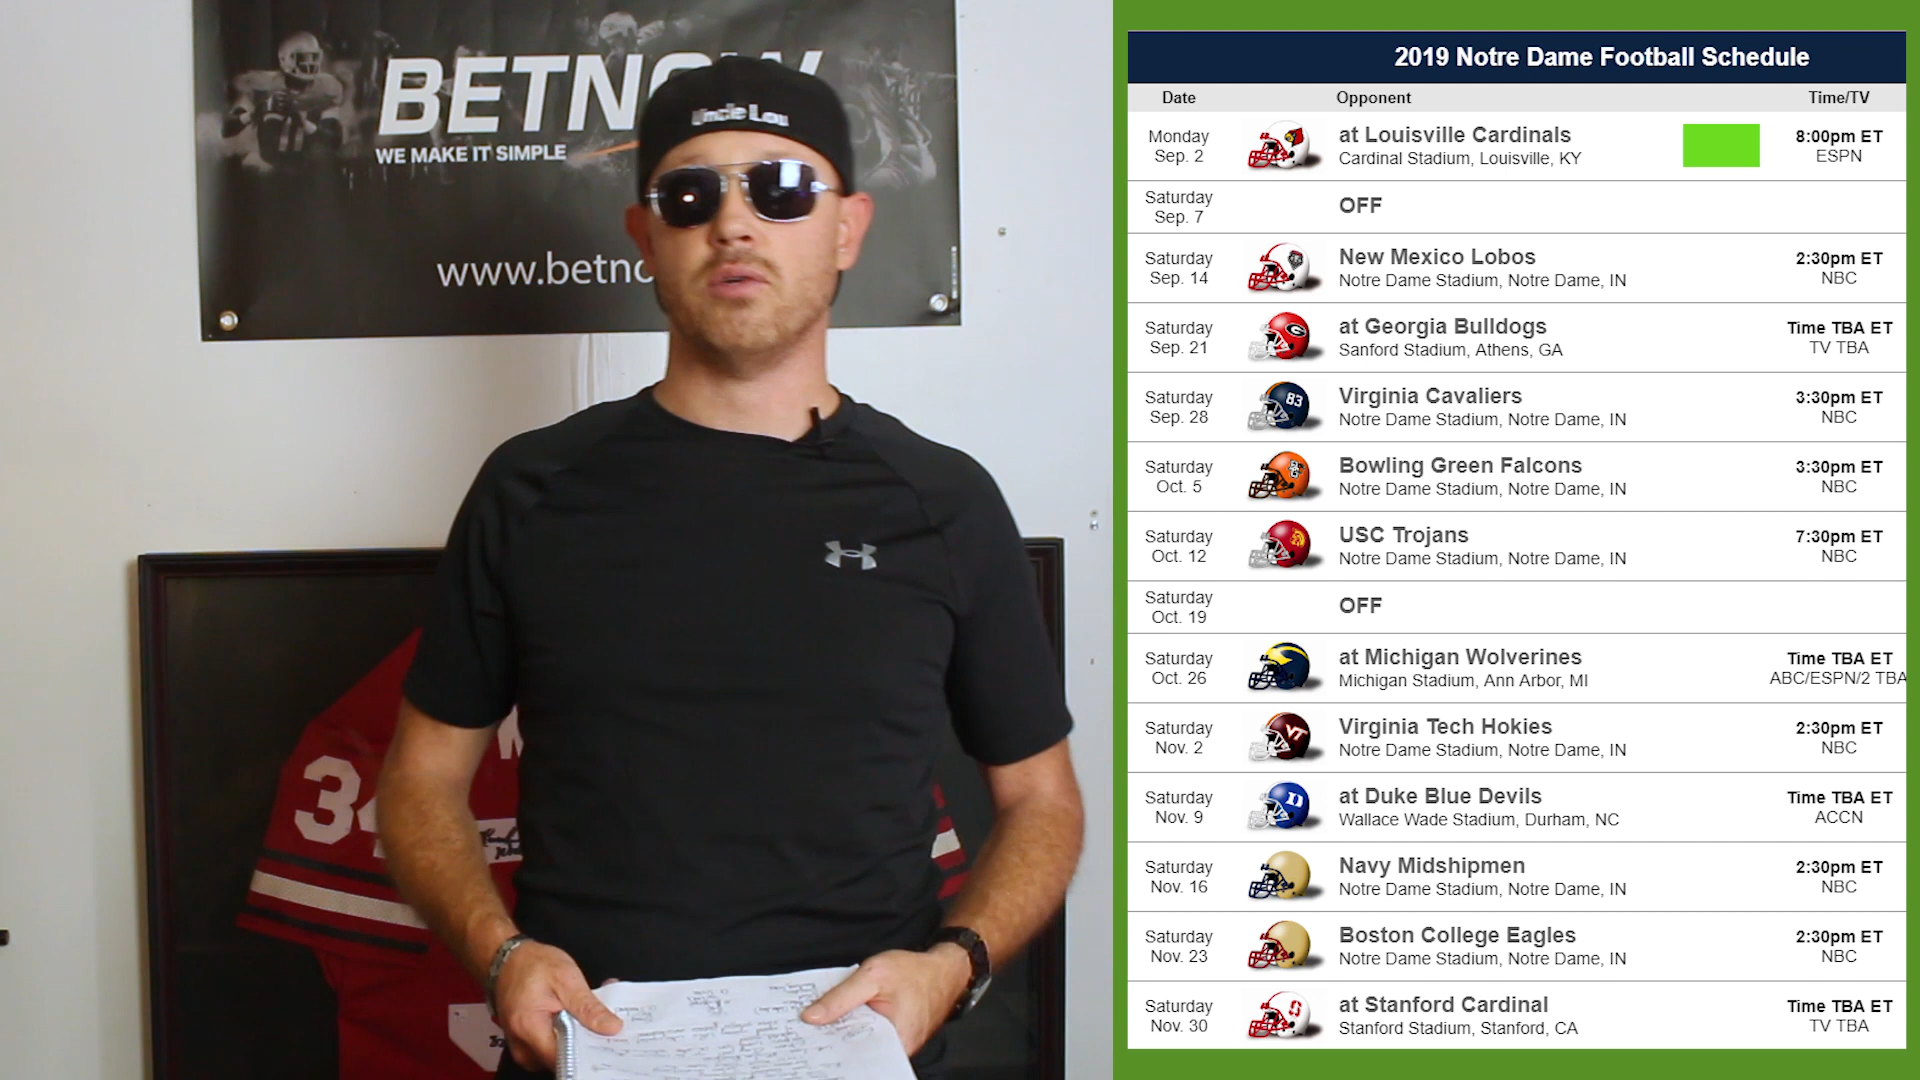 BETNOW
WE MAKE IT SIMPLE
www.betno
Uncle Lou
34
2019 Notre Dame Football Schedule
Date Opponent Time/TV
Monday
Sep. 2
at Louisville Cardinals
Cardinal Stadium, Louisville, KY
8:00pm ET
ESPN
Saturday
Sep. 7
OFF
Saturday
Sep. 14
New Mexico Lobos
Notre Dame Stadium, Notre Dame, IN
2:30pm ET
NBC
Saturday
Sep. 21
G
at Georgia Bulldogs
Sanford Stadium, Athens, GA
Time TBA ET
TV TBA
Saturday
Sep. 28
83
Virginia Cavaliers
Notre Dame Stadium, Notre Dame, IN
3:30pm ET
NBC
Saturday
Oct. 5
Bowling Green Falcons
Notre Dame Stadium, Notre Dame, IN
3:30pm ET
NBC
Saturday
Oct. 12
USC Trojans
Notre Dame Stadium, Notre Dame, IN
7:30pm ET
NBC
Saturday
Oct. 19
OFF
Saturday
Oct. 26
at Michigan Wolverines
Michigan Stadium, Ann Arbor, MI
Time TBA ET
ABC/ESPN/2 TBA
Saturday
Nov. 2
VT
Virginia Tech Hokies
Notre Dame Stadium, Notre Dame, IN
2:30pm ET
NBC
Saturday
Nov. 9
D
at Duke Blue Devils
Wallace Wade Stadium, Durham, NC
Time TBA ET
ACCN
Saturday
Nov. 16
Navy Midshipmen
Notre Dame Stadium, Notre Dame, IN
2:30pm ET
NBC
Saturday
Nov. 23
Boston College Eagles
Notre Dame Stadium, Notre Dame, IN
2:30pm ET
NBC
Saturday
Nov. 30
S
at Stanford Cardinal
Stanford Stadium, Stanford, CA
Time TBA ET
TV TBA